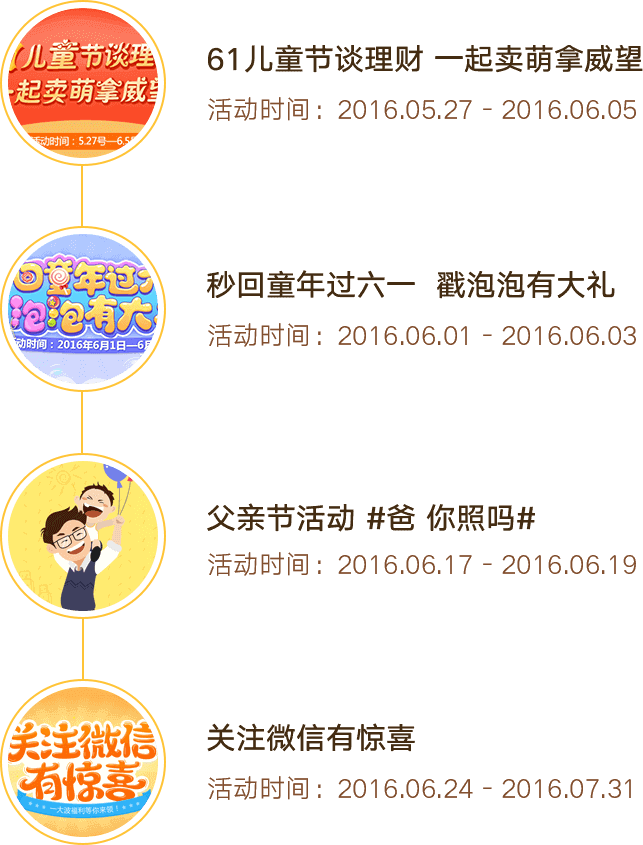 儿童节谈理
一起卖萌拿威望
活动时间：5.27号—6.5
61儿童节谈理财 一起卖萌拿威望
活动时间：2016.05.27 - 2016.06.05
回童年过六
泡泡有大
动时间：2016年6月1日—6月
秒回童年过六一 戳泡泡有大礼
活动时间：2016.06.01 - 2016.06.03
父亲节活动 #爸 你照吗#
活动时间：2016.06.17 - 2016.06.19
关注微信
有惊喜
一大波福利等你来领！
关注微信有惊喜
活动时间：2016.06.24 - 2016.07.31